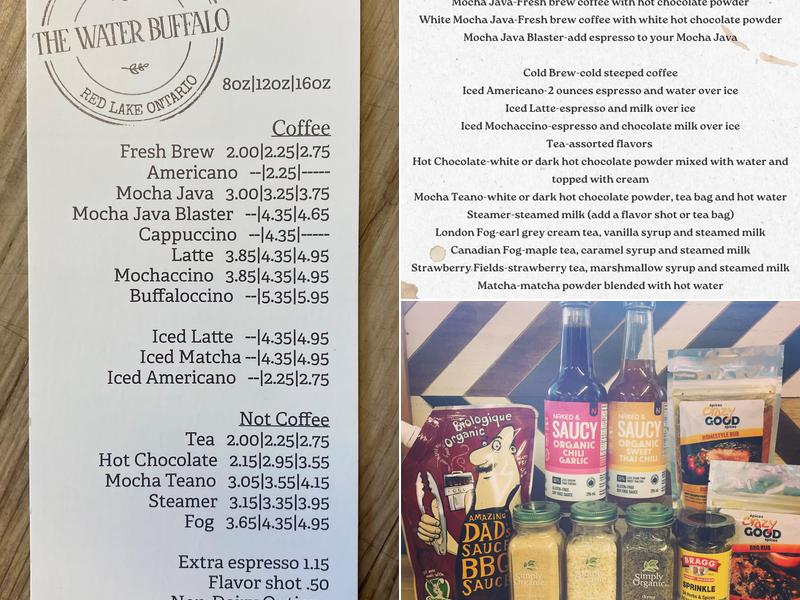 THE WATER BUFFALO
RED LAKE ONTARIO
8oz|12oz|16oz
Coffee
Fresh Brew 2.00|2.25|2.75
Americano --|2.25|-----
Mocha Java 3.00|3.25|3.75
Mocha Java Blaster --|4.35|4.65
Cappuccino --|4.35|-----
Latte 3.85|4.35|4.95
Mochaccino 3.85|4.35|4.95
Buffaloccino --|5.35|5.95
Iced Latte --|4.35|4.95
Iced Matcha --|4.35|4.95
Iced Americano --|2.25|2.75
Not Coffee
Tea 2.00|2.25|2.75
Hot Chocolate 2.15|2.95|3.55
Mocha Teano 3.05|3.55|4.15
Steamer 3.15|3.35|3.95
Fog 3.65|4.35|4.95
Extra espresso 1.15
Flavor shot .50
Mocha Java-Fresh brew coffee with hot chocolate powder
White Mocha Java-Fresh brew coffee with white hot chocolate powder
Mocha Java Blaster-add espresso to your Mocha Java
Cold Brew-cold steeped coffee
Iced Americano-2 ounces espresso and water over ice
Iced Latte-espresso and milk over ice
Iced Mochaccino-espresso and chocolate milk over ice
Tea-assorted flavors
Hot Chocolate-white or dark hot chocolate powder mixed with water and
topped with cream
Mocha Teano-white or dark hot chocolate powder, tea bag and hot water
Steamer-steamed milk (add a flavor shot or tea bag)
London Fog-earl grey cream tea, vanilla syrup and steamed milk
Canadian Fog-maple tea, caramel syrup and steamed milk
Strawberry Fields-strawberry tea, marshmallow syrup and steamed milk
Matcha-matcha powder blended with hot water
Biologique
Organic
AMAZING
DAD'S
SAUCE
BBQ
SAUCE
NAKED &
SAUCY
ORGANIC
CHILI
GARLIC
NAKED &
SAUCY
ORGANIC
SWEET
THAI CHILI
crazy
GOOD
spices
HOMESTYLE RUB
crazy
GOOD
spices
BBQ RUB
Simply
Organic
Simply
Organic
Simply
Organic
BRAGG
SPRINKLE
24 Herbs & Spices